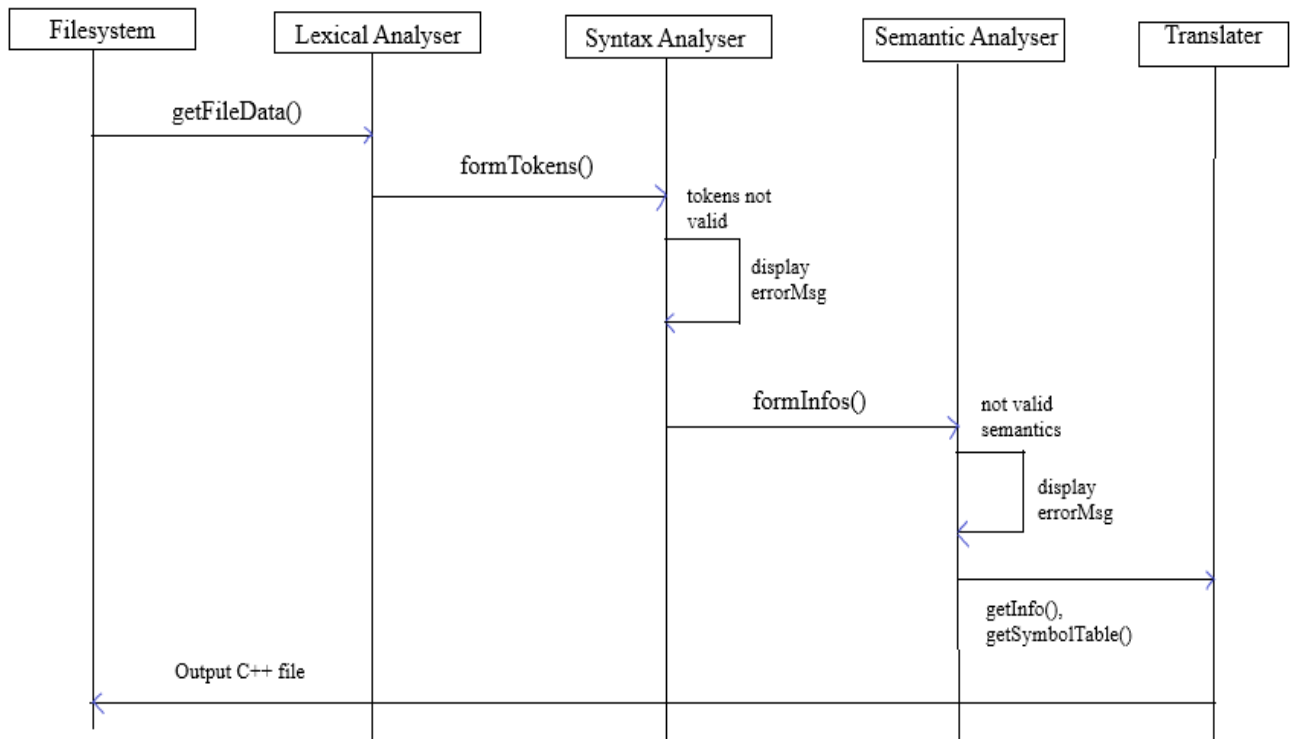 Filesystem
Lexical Analyser
Syntax Analyser
Semantic Analyser
Translater
getFileData()
formTokens()
tokens not
valid
display
errorMsg
formInfos()
not valid
semantics
display
errorMsg
getInfo(),
getSymbolTable()
Output C++ file